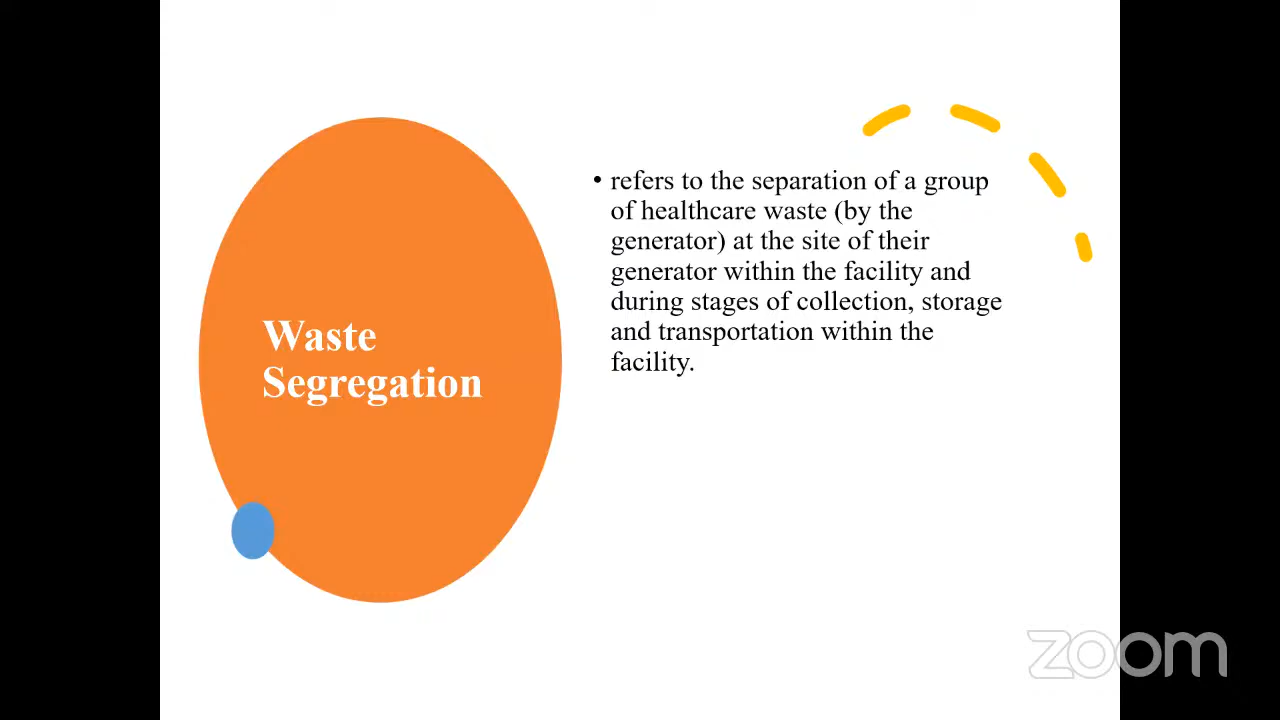 Waste
Segregation
• refers to the separation of a group
of healthcare waste (by the
generator) at the site of their
generator within the facility and
during stages of collection, storage
and transportation within the
facility.
zoom